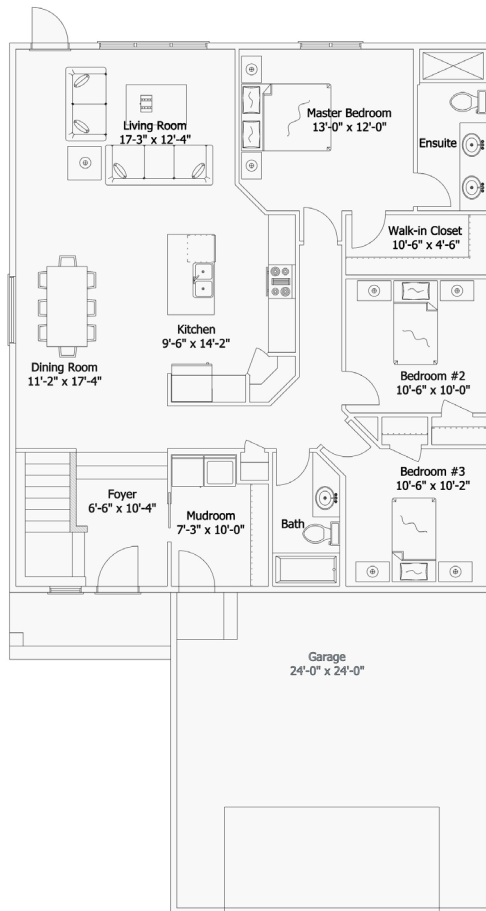 Living Room
17'-3" x 12'-4"
Master Bedroom
13'-0" x 12'-0"
Ensuite
Walk-in Closet
10'-6" x 4'-6"
Kitchen
9'-6" x 14'-2"
Dining Room
11'-2" x 17'-4"
Bedroom #2
10'-6" x 10'-0"
Bedroom #3
10'-6" x 10'-2"
Foyer
6'-6" x 10'-4"
Mudroom
7'-3" x 10'-0"
Bath
Garage
24'-0" x 24'-0"